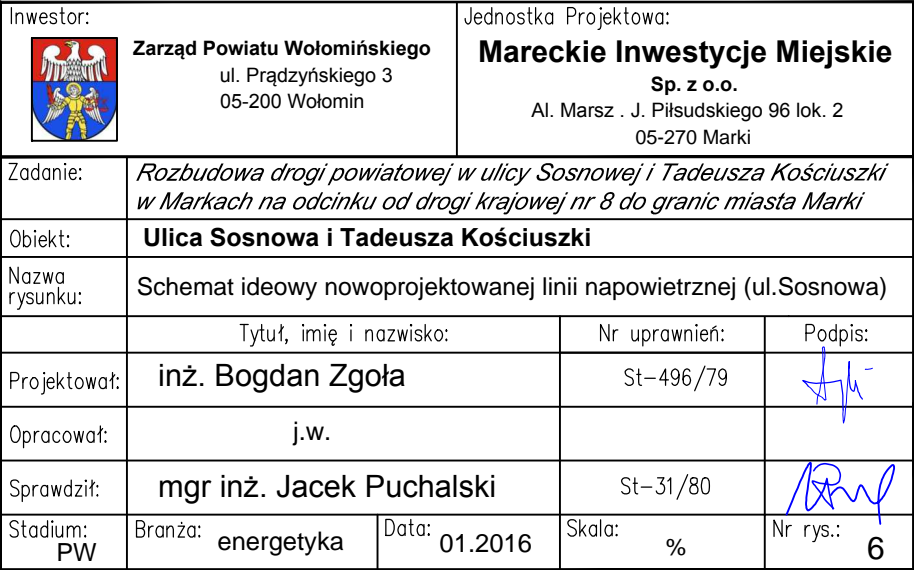 Inwestor:
Zarząd Powiatu Wołomińskiego
ul. Prądzyńskiego 3
05-200 Wołomin
Jednostka Projektowa:
Mareckie Inwestycje Miejskie
Sp. z o.o.
Al. Marsz . J. Piłsudskiego 96 lok. 2
05-270 Marki
Zadanie:
Rozbudowa drogi powiatowej w ulicy Sosnowej i Tadeusza Kościuszki
w Markach na odcinku od drogi krajowej nr 8 do granic miasta Marki
Obiekt:
Ulica Sosnowa i Tadeusza Kościuszki
Nazwa
rysunku:
Schemat ideowy nowoprojektowanej linii napowietrznej (ul.Sosnowa)
Tytuł, imię i nazwisko:
Nr uprawnień:
Podpis:
Projektował:
inż. Bogdan Zgoła
St-496/79
Opracował:
j.w.
Sprawdził:
mgr inż. Jacek Puchalski
St-31/80
Stadium:
PW
Branża:
energetyka
Data:
01.2016
Skala:
%
Nr rys.:
6